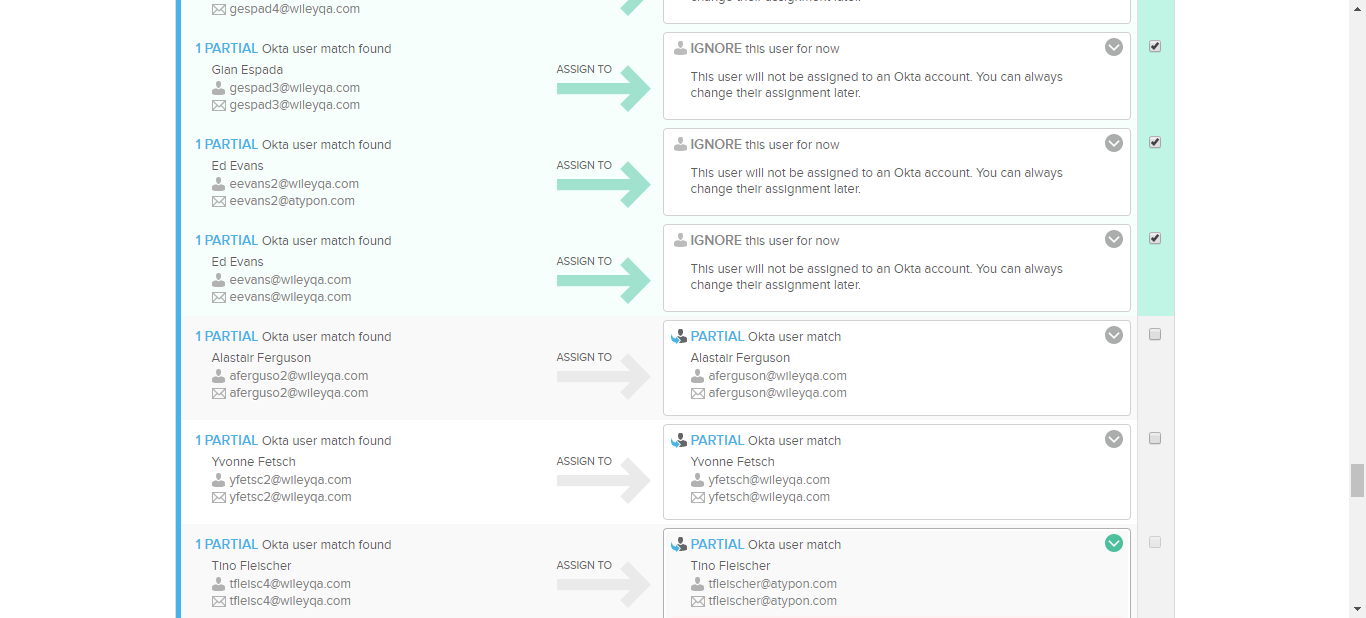 gespad4@wileyqa.com
change their assignment later.
1 PARTIAL Okta user match found
Gian Espada
gespad3@wileyqa.com
gespad3@wileyqa.com
ASSIGN TO
IGNORE this user for now
This user will not be assigned to an Okta account. You can always
change their assignment later.
1 PARTIAL Okta user match found
Ed Evans
eevans2@wileyqa.com
eevans2@atypon.com
ASSIGN TO
IGNORE this user for now
This user will not be assigned to an Okta account. You can always
change their assignment later.
1 PARTIAL Okta user match found
Ed Evans
eevans@wileyqa.com
eevans@wileyqa.com
ASSIGN TO
IGNORE this user for now
This user will not be assigned to an Okta account. You can always
change their assignment later.
1 PARTIAL Okta user match found
Alastair Ferguson
aferguso2@wileyqa.com
aferguso2@wileyqa.com
ASSIGN TO
PARTIAL Okta user match
Alastair Ferguson
aferguson@wileyqa.com
aferguson@wileyqa.com
1 PARTIAL Okta user match found
Yvonne Fetsch
yfetsc2@wileyqa.com
yfetsc2@wileyqa.com
ASSIGN TO
PARTIAL Okta user match
Yvonne Fetsch
yfetsch@wileyqa.com
yfetsch@wileyqa.com
1 PARTIAL Okta user match found
Tino Fleischer
tfleisc4@wileyqa.com
tfleisc4@wileyqa.com
ASSIGN TO
PARTIAL Okta user match
Tino Fleischer
tfleischer@atypon.com
tfleischer@atypon.com